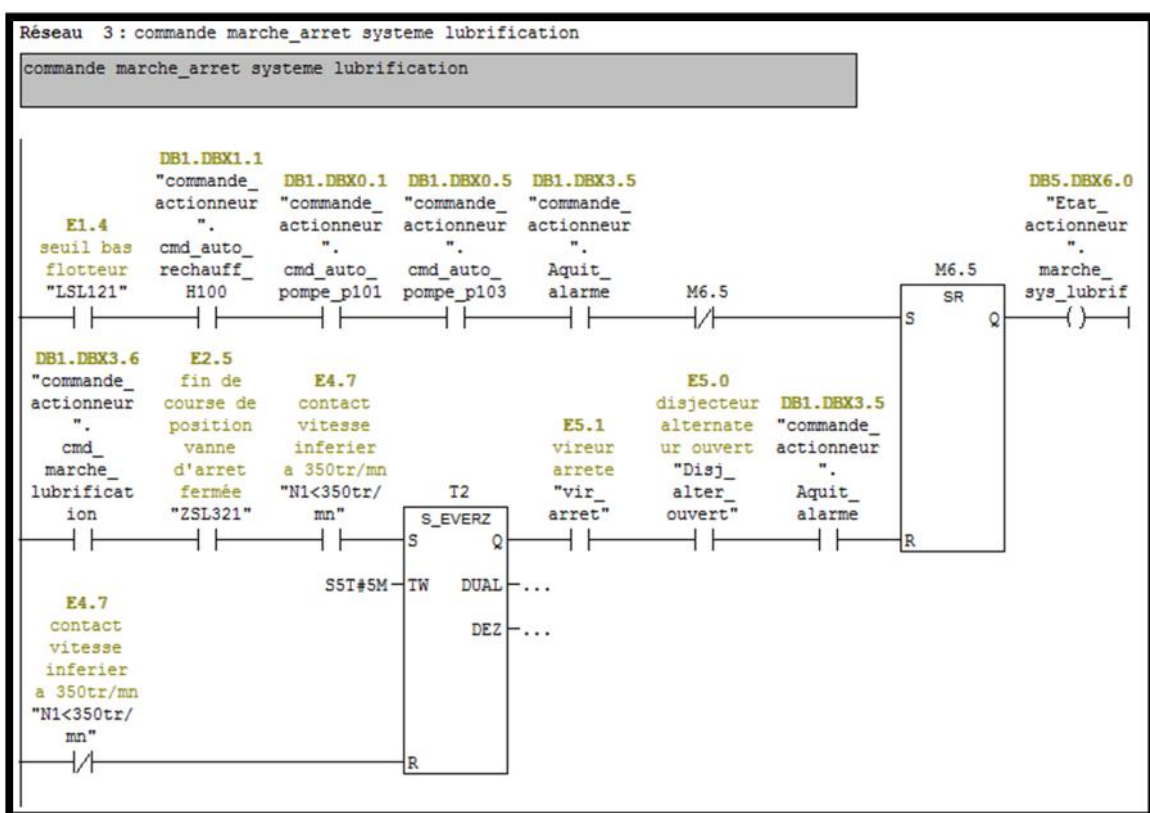 Réseau 3 : commande marche_arret systeme lubrification
commande marche_arret systeme lubrification
E1.4
seuil bas
flotteur
"LSL121"
DB1.DBX1.1
"commande_
actionneur
".
cmd_auto_
rechauff_
H100
DB1.DBX0.1
"commande_
actionneur
".
cmd_auto_
pompe_p101
DB1.DBX0.5
"commande_
actionneur
".
cmd_auto_
pompe_p103
DB1.DBX3.5
"commande_
actionneur
".
Aquit_
alarme
M6.5
M6.5
SR
S
Q
R
DB5.DBX6.0
"Etat_
actionneur
".
marche_
sys_lubrif
DB1.DBX3.6
"commande_
actionneur
".
cmd_
marche_
lubrificat
ion
E2.5
fin de
course de
position
vanne
d'arret
fermée
"ZSL321"
E4.7
contact
vitesse
inferier
a 350tr/mn
"N1<350tr/
mn"
T2
S_EVERZ
S
Q
S5T#5M
TW
DUAL
...
DEZ
...
R
E5.1
vireur
arrete
"vir_
arret"
E5.0
disjecteur
alternate
ur ouvert
"Disj_
alter_
ouvert"
DB1.DBX3.5
"commande_
actionneur
".
Aquit_
alarme
E4.7
contact
vitesse
inferier
a 350tr/mn
"N1<350tr/
mn"